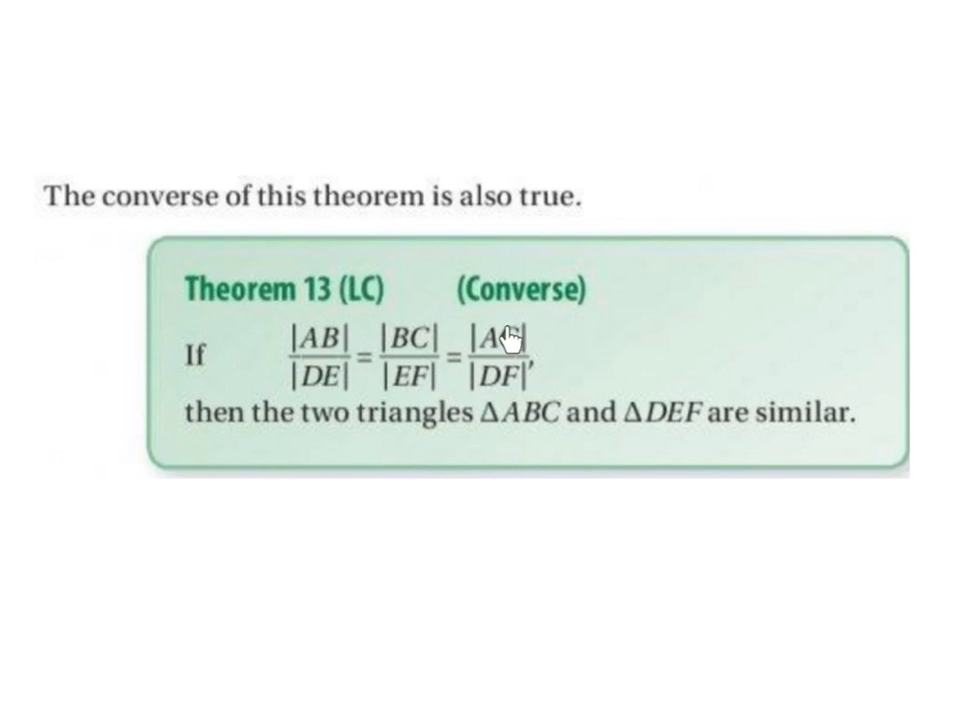 The converse of this theorem is also true.
Theorem 13 (LC) (Converse)
If |AB|/|DE| = |BC|/|EF| = |AC|/|DF|,
then the two triangles ΔABC and ΔDEF are similar.